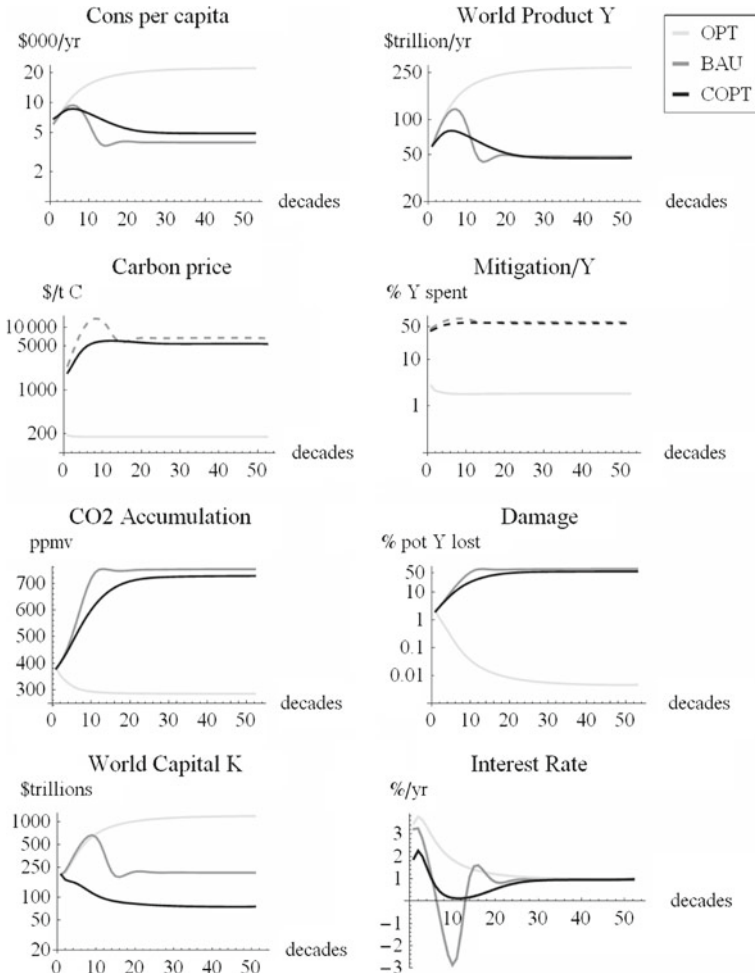 Cons per capita
$000/yr
20
10
5
2
0 10 20 30 40 50
decades
World Product Y
$trillion/yr
250
100
50
20
0 10 20 30 40 50
decades
OPT
BAU
COPT
Carbon price
$/t C
10 000
5000
1000
200
0 10 20 30 40 50
decades
Mitigation/Y
% Y spent
50
10
1
0 10 20 30 40 50
decades
CO2 Accumulation
ppmv
700
600
500
400
300
0 10 20 30 40 50
decades
Damage
% pot Y lost
50
10
1
0.1
0.01
0 10 20 30 40 50
decades
World Capital K
$trillions
1000
500
250
100
50
20
0 10 20 30 40 50
decades
Interest Rate
%/yr
3
2
1
0 10 20 30 40 50
−1
−2
−3
decades